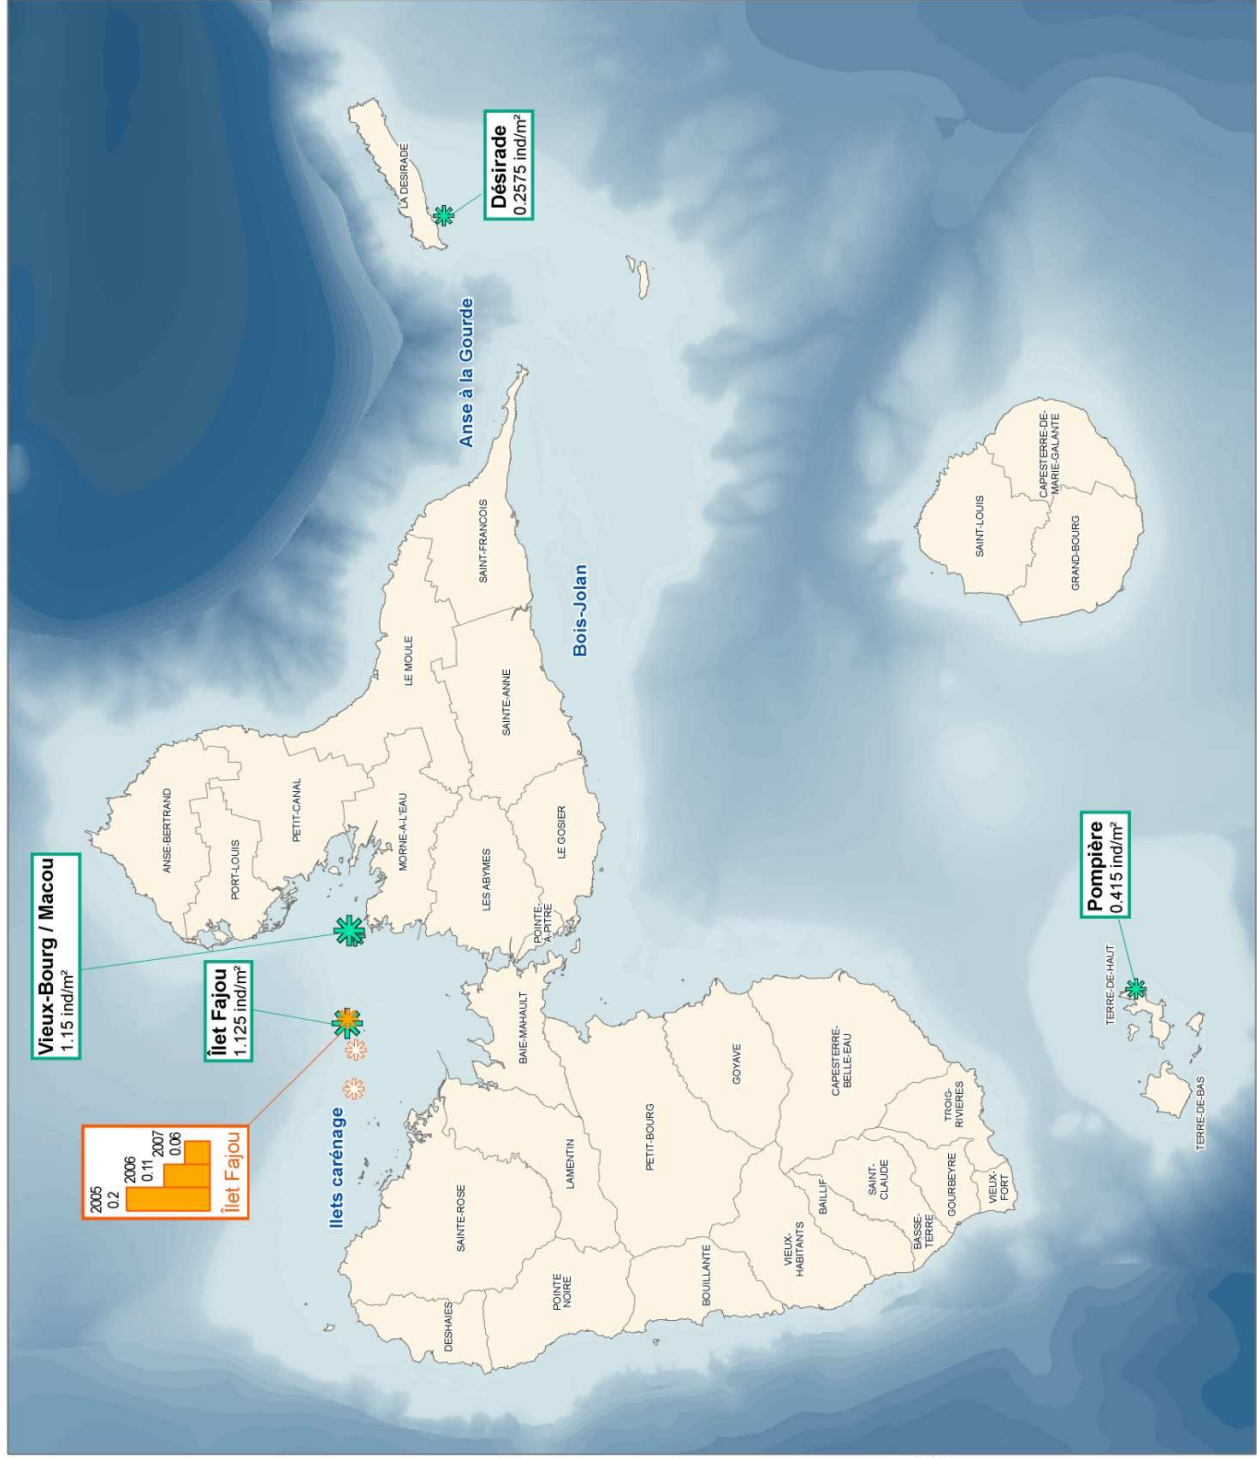 Vieux-Bourg / Macou
1.15 ind/m²
2005
0.2
2006
0.11
2007
0.06
Îlet Fajou
Îlet Fajou
1.125 ind/m²
ANSE-BERTRAND
PORT-LOUIS
PETIT-CANAL
Ilets carénage
MORNE-A-L'EAU
LE MOULE
LA DESIRADE
Désirade
0.2575 ind/m²
Anse à la Gourde
DESHAIES
SAINTE-ROSE
LES ABYMES
SAINT-FRANCOIS
SAINTE-ANNE
BAIE-MAHAULT
POINTE-
A-PITRE
LE GOSIER
Bois-Jolan
POINTE
NOIRE
LAMENTIN
PETIT-BOURG
BOUILLANTE
GOYAVE
VIEUX-
HABITANTS
BAILLIF
CAPESTERRE-
BELLE-EAU
SAINT-
CLAUDE
BASSE-
TERRE
GOURBEYRE
TROIS-
RIVIERES
VIEUX-
FORT
SAINT-LOUIS
CAPESTERRE-DE-
MARIE-GALANTE
GRAND-BOURG
Pompière
0.415 ind/m²
TERRE-DE-HAUT
TERRE-DE-BAS